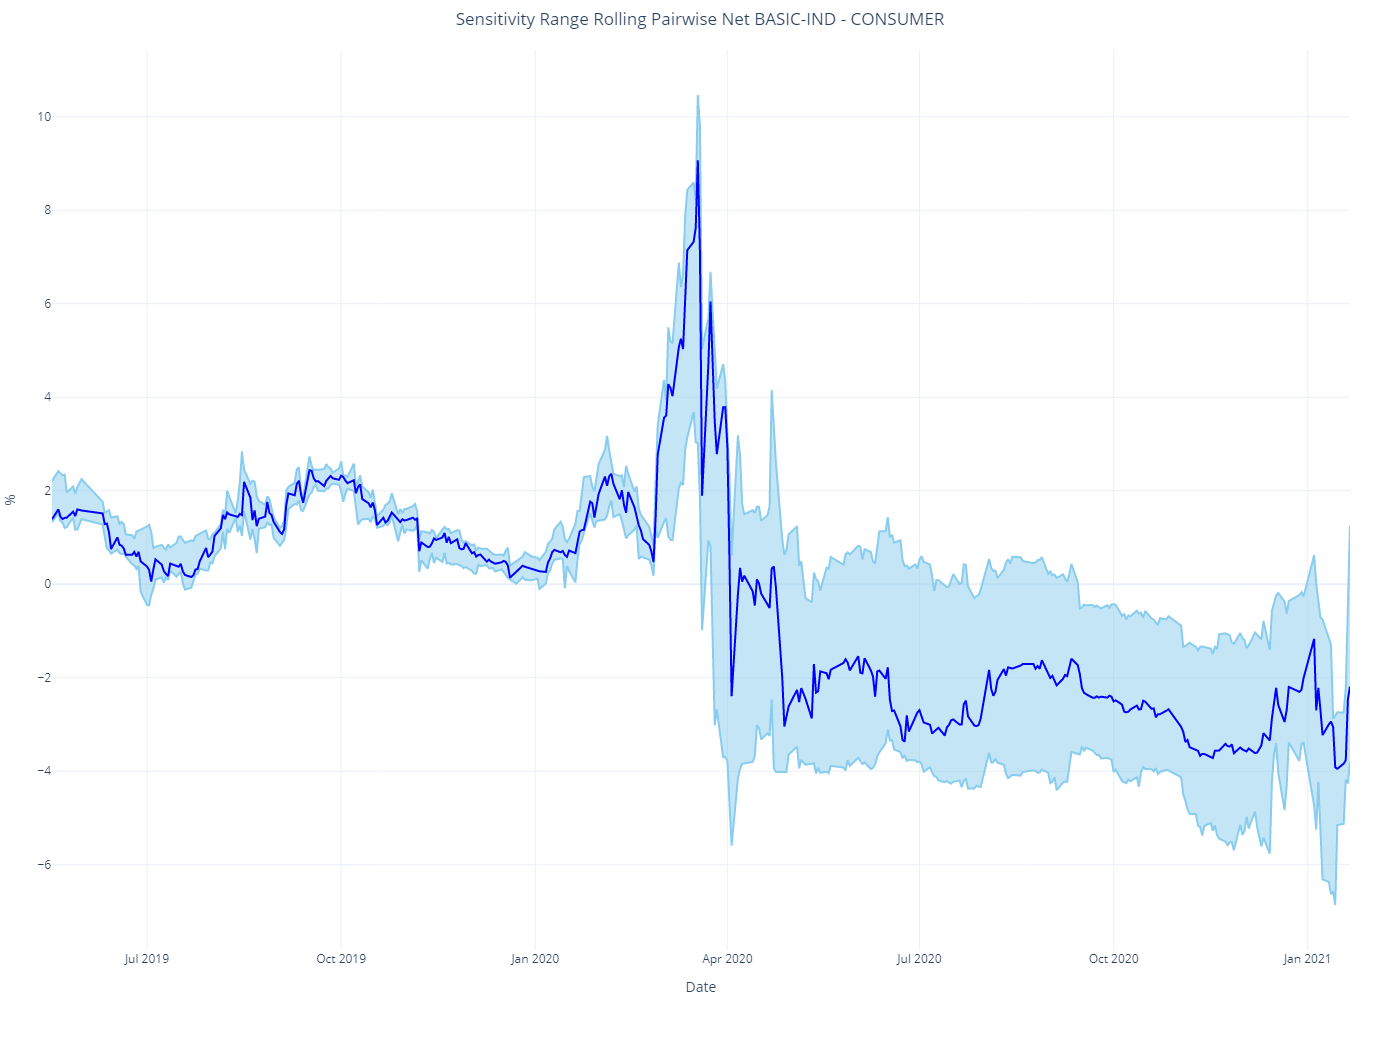 Sensitivity Range Rolling Pairwise Net BASIC-IND - CONSUMER
10
8
6
4
2
0
−2
−4
−6
%
Jul 2019
Oct 2019
Jan 2020
Apr 2020
Jul 2020
Oct 2020
Jan 2021
Date